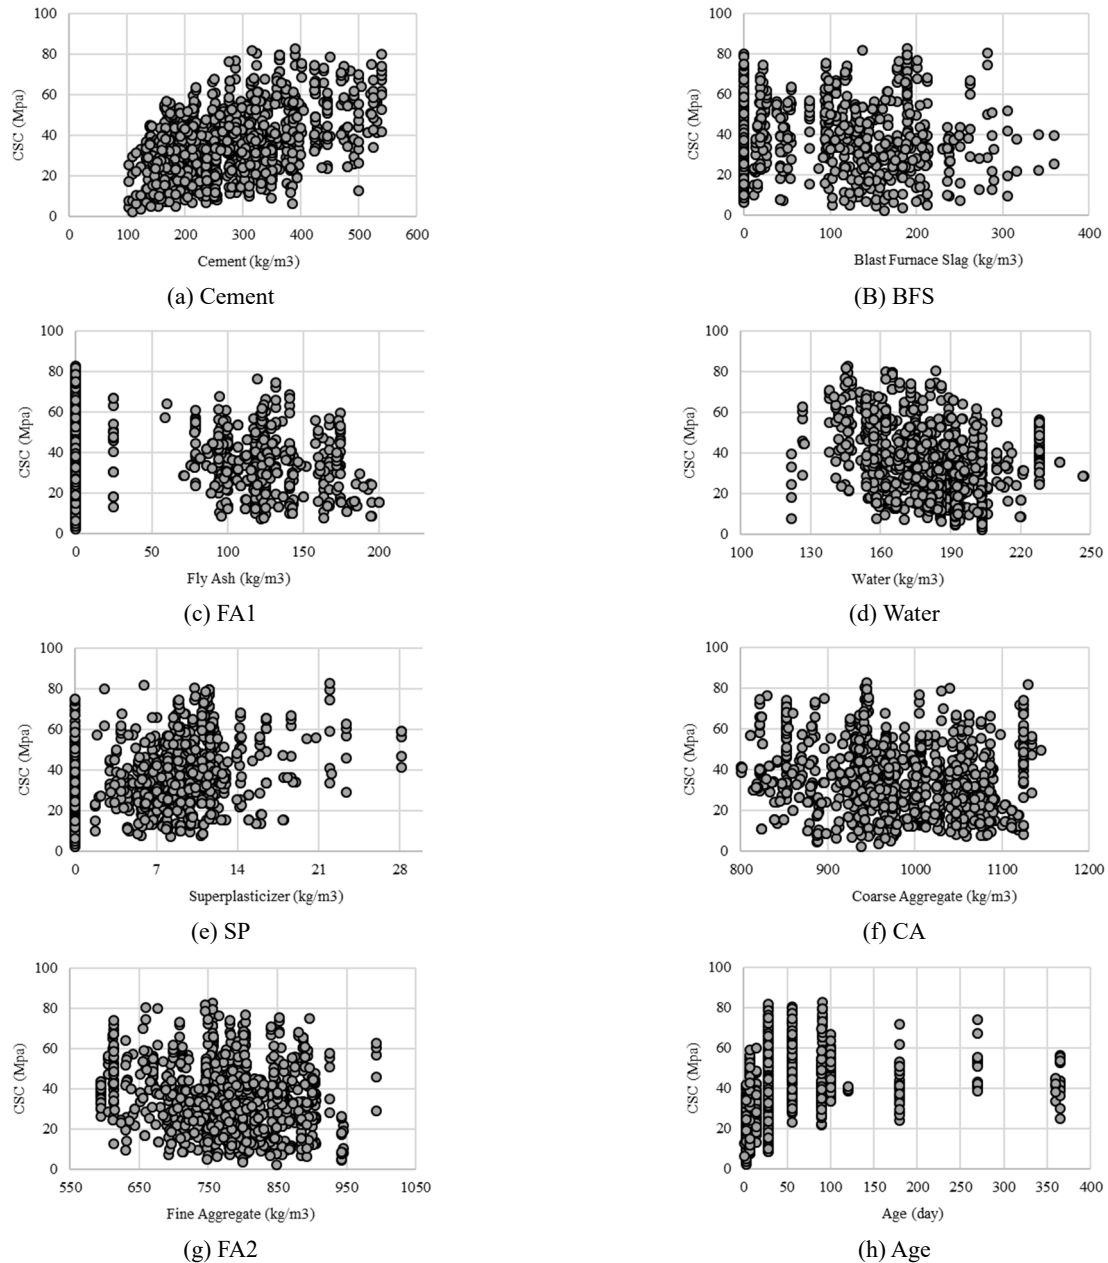 100
80
60
40
20
0
CSC (Mpa)
0 100 200 300 400 500 600
Cement (kg/m3)
(a) Cement
100
80
60
40
20
0
CSC (Mpa)
0 100 200 300 400
Blast Furnace Slag (kg/m3)
(B) BFS
100
80
60
40
20
0
CSC (Mpa)
0 50 100 150 200
Fly Ash (kg/m3)
(c) FA1
100
80
60
40
20
0
CSC (Mpa)
100 130 160 190 220 250
Water (kg/m3)
(d) Water
100
80
60
40
20
0
CSC (Mpa)
0 7 14 21 28
Superplasticizer (kg/m3)
(e) SP
100
80
60
40
20
0
CSC (Mpa)
800 900 1000 1100 1200
Coarse Aggregate (kg/m3)
(f) CA
100
80
60
40
20
0
CSC (Mpa)
550 650 750 850 950 1050
Fine Aggregate (kg/m3)
(g) FA2
100
80
60
40
20
0
CSC (Mpa)
0 50 100 150 200 250 300 350 400
Age (day)
(h) Age